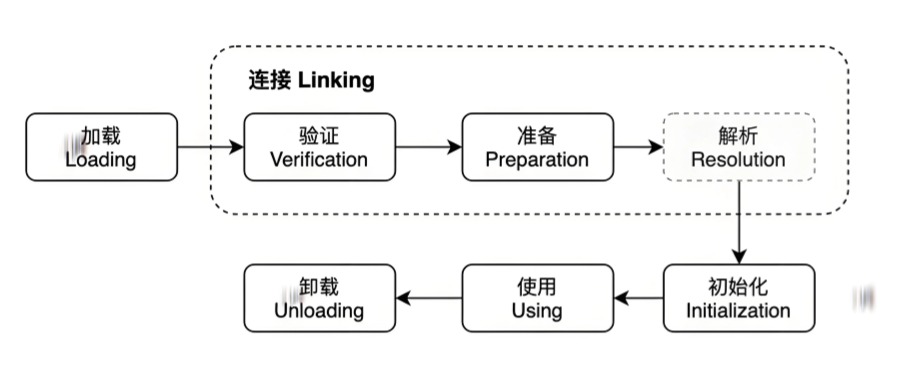 连接 Linking
加载
Loading
验证
Verification
准备
Preparation
解析
Resolution
卸载
Unloading
使用
Using
初始化
Initialization